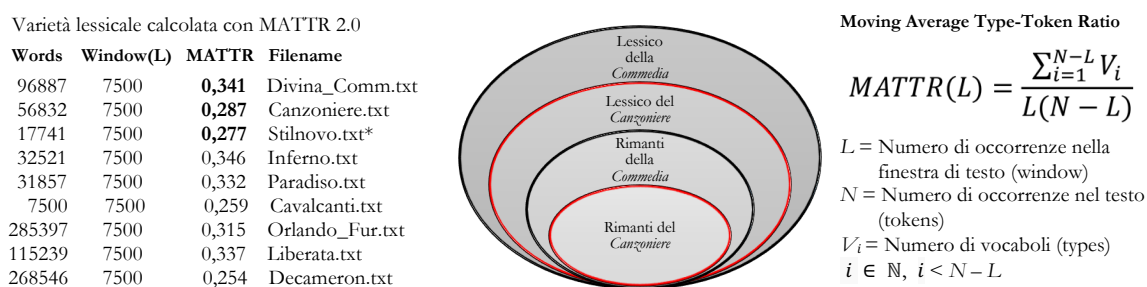 Varietà lessicale calcolata con MATTR 2.0
Words Window(L) MATTR Filename
96887 7500 0,341 Divina_Comm.txt
56832 7500 0,287 Canzoniere.txt
17741 7500 0,277 Stilnovo.txt*
32521 7500 0,346 Inferno.txt
31857 7500 0,332 Paradiso.txt
7500 7500 0,259 Cavalcanti.txt
285397 7500 0,315 Orlando_Fur.txt
115239 7500 0,337 Liberata.txt
268546 7500 0,254 Decameron.txt
Lessico
della
Commedia
Lessico del
Canzoniere
Rimanti
della
Commedia
Rimanti del
Canzoniere
Moving Average Type-Token Ratio
MATTR(L) = \frac{\sum_{i=1}^{N-L} V_i}{L(N - L)}
L = Numero di occorrenze nella
finestra di testo (window)
N = Numero di occorrenze nel testo
(tokens)
V_i = Numero di vocaboli (types)
i ∈ ℕ, i < N – L